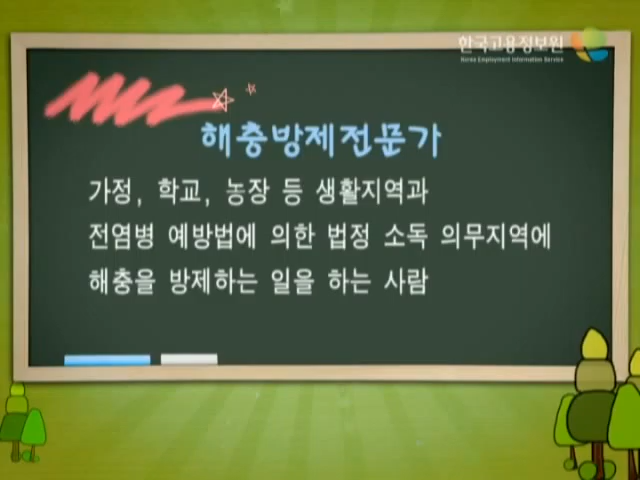 한국고용정보원
Korea Employment Information Service
해충방제전문가
가정, 학교, 농장 등 생활지역과
전염병 예방법에 의한 법정 소독 의무지역에
해충을 방제하는 일을 하는 사람